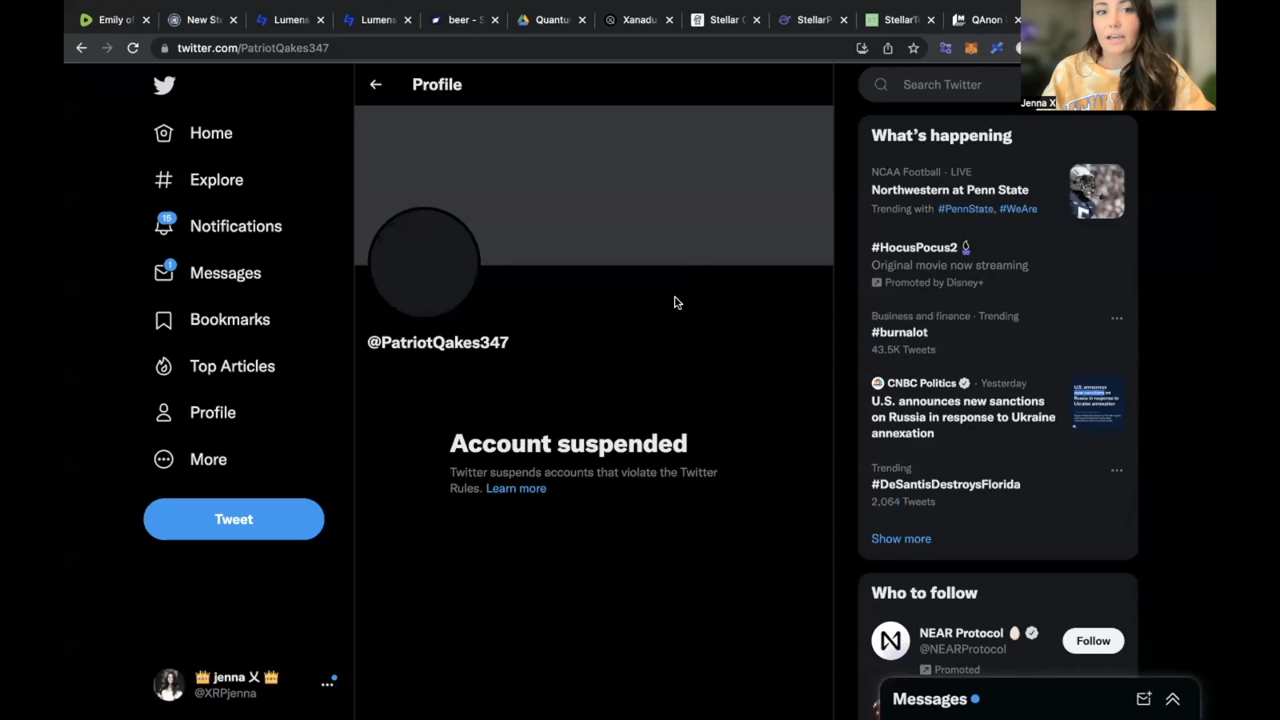 Emily of
New St
Lumens
Lumens
beer - S
Quantu
Xanadu
Stellar C
StellarP
StellarT
QAnon
twitter.com/PatriotQakes347
Jenna X
Profile
Search Twitter
Home
Explore
15
Notifications
1
Messages
Bookmarks
Top Articles
Profile
More
Tweet
jenna
@XRPjenna
@PatriotQakes347
Account suspended
Twitter suspends accounts that violate the Twitter
Rules. Learn more
What's happening
NCAA Football · LIVE
Northwestern at Penn State
Trending with #PennState, #WeAre
#HocusPocus2
Original movie now streaming
Promoted by Disney+
Business and finance · Trending
#burnalot
43.5K Tweets
CNBC Politics · Yesterday
U.S. announces new sanctions
on Russia in response to Ukraine
annexation
Trending
#DeSantisDestroysFlorida
2,064 Tweets
Show more
Who to follow
NEAR Protocol
@NEARProtocol
Follow
Promoted
Messages